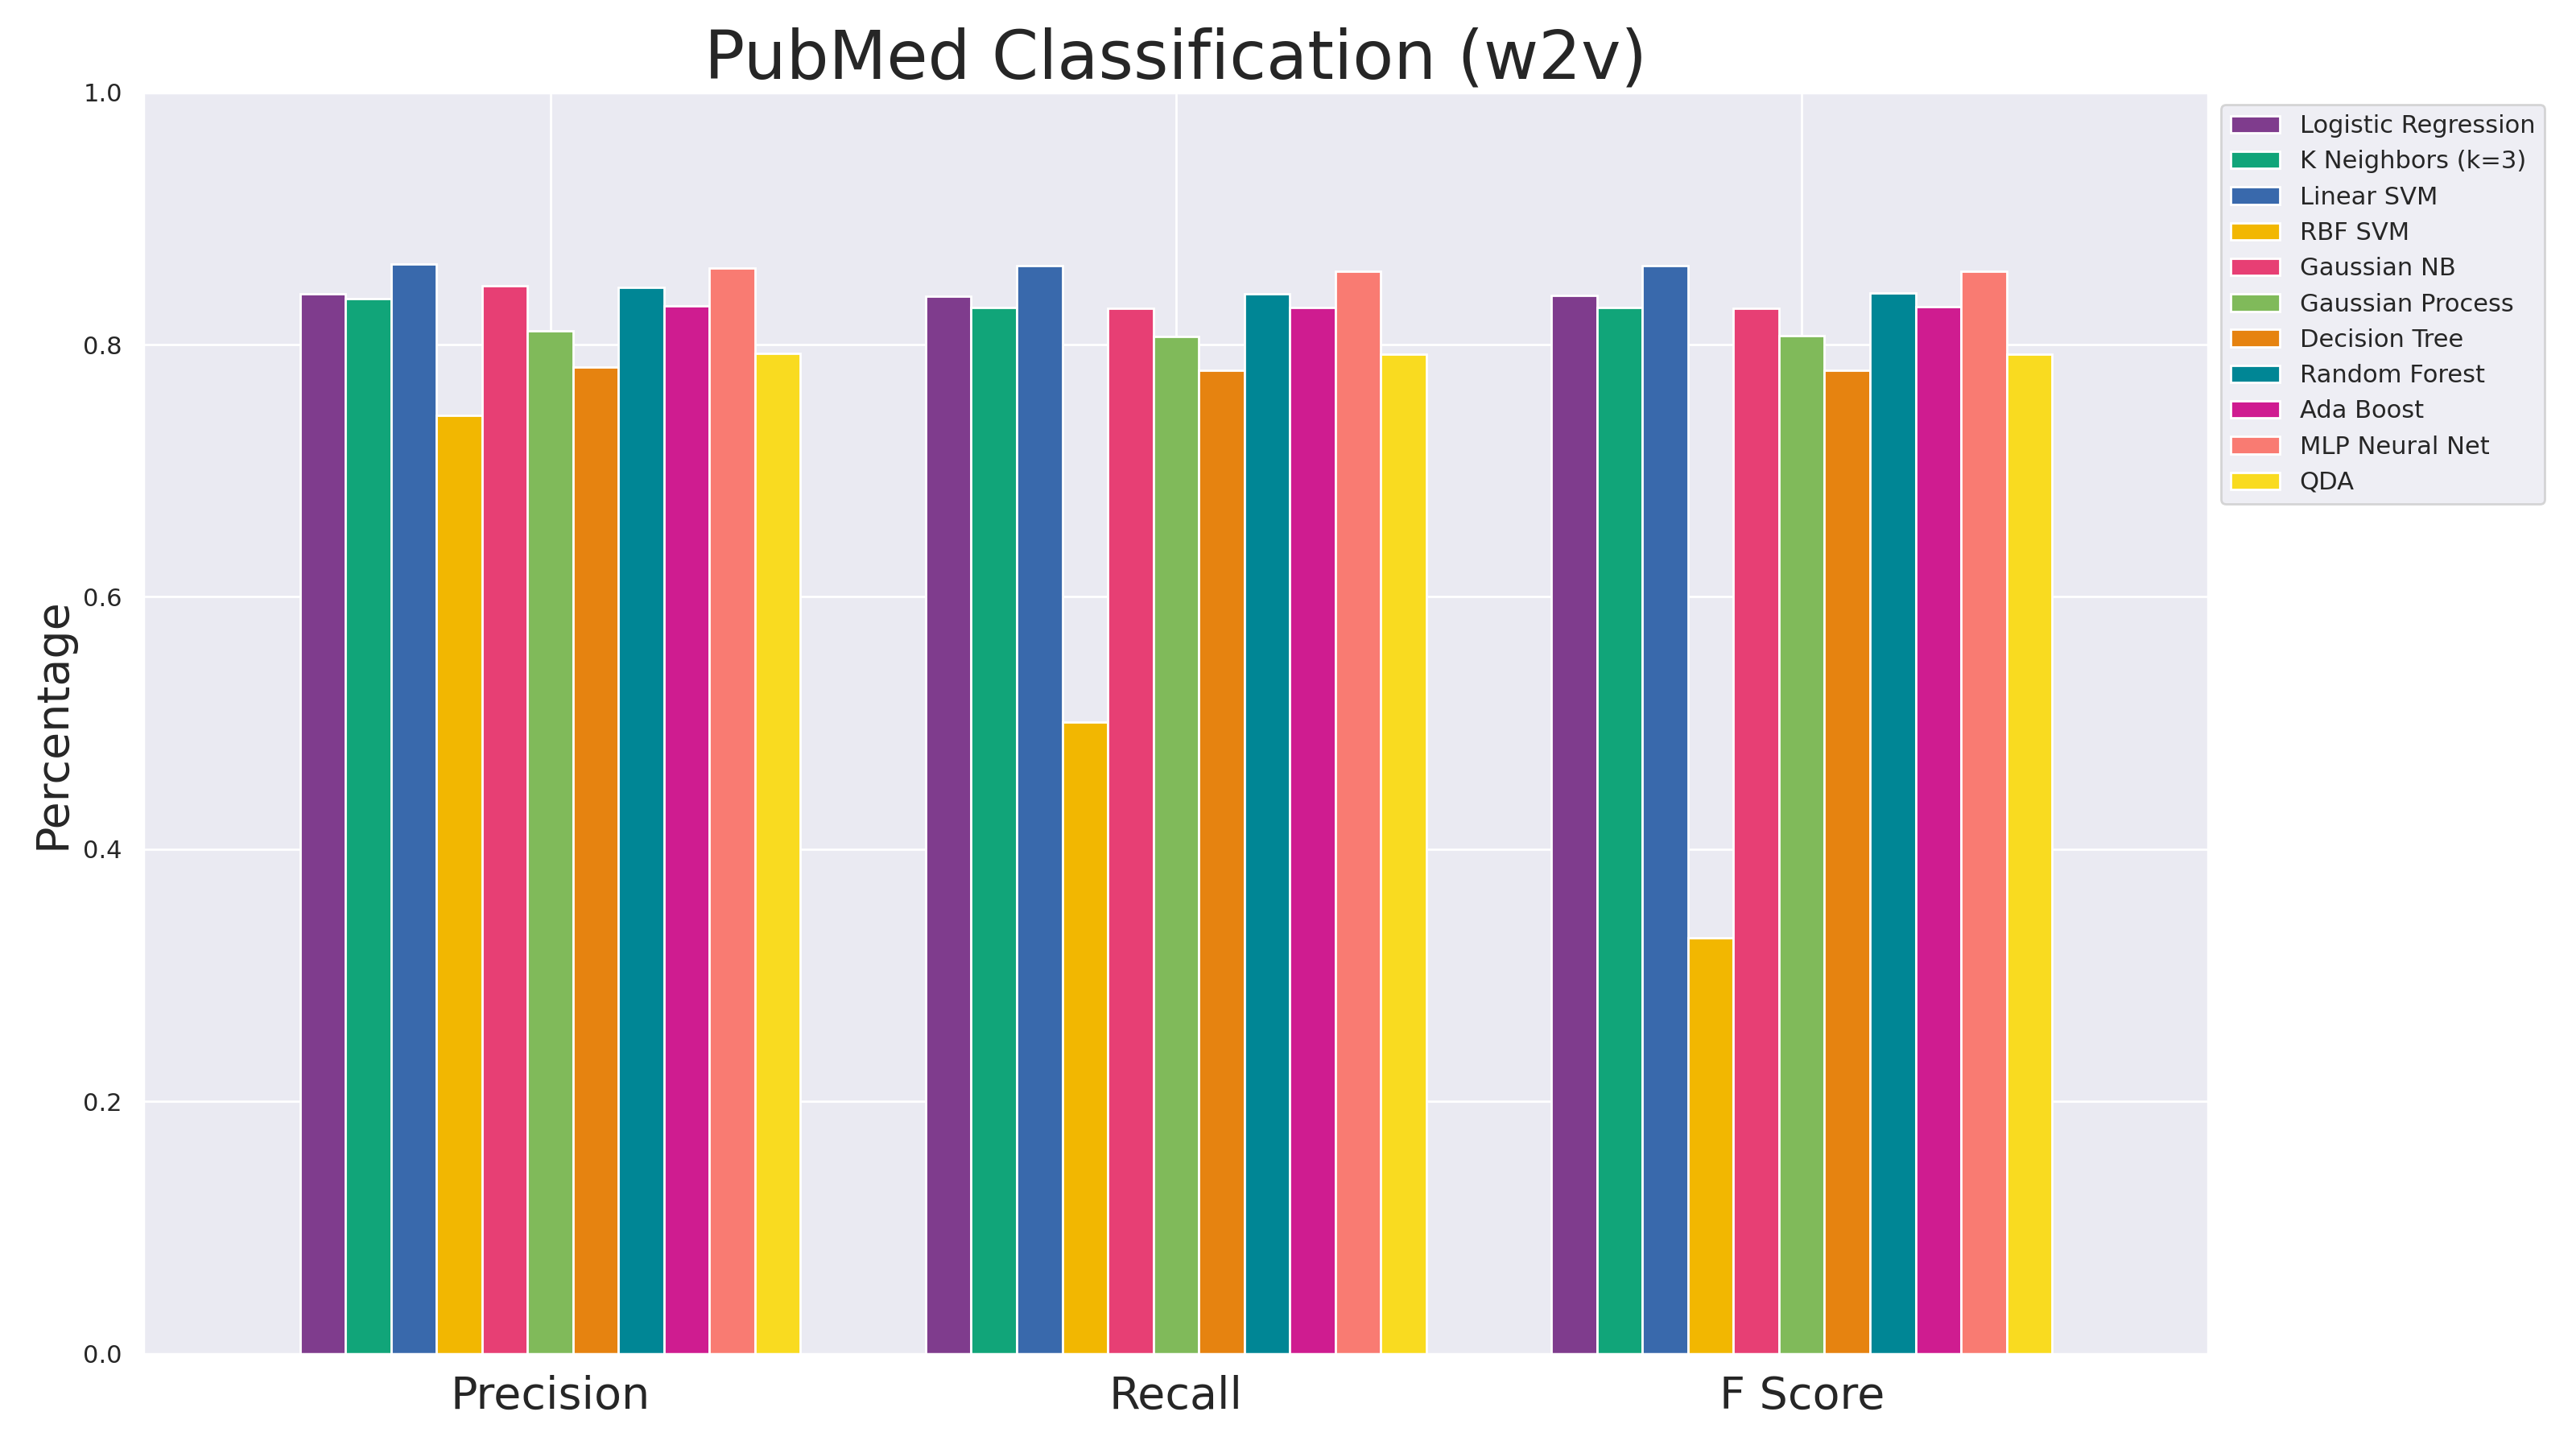 PubMed Classification (w2v)
Percentage
1.0
0.8
0.6
0.4
0.2
0.0
Precision
Recall
F Score
Logistic Regression
K Neighbors (k=3)
Linear SVM
RBF SVM
Gaussian NB
Gaussian Process
Decision Tree
Random Forest
Ada Boost
MLP Neural Net
QDA